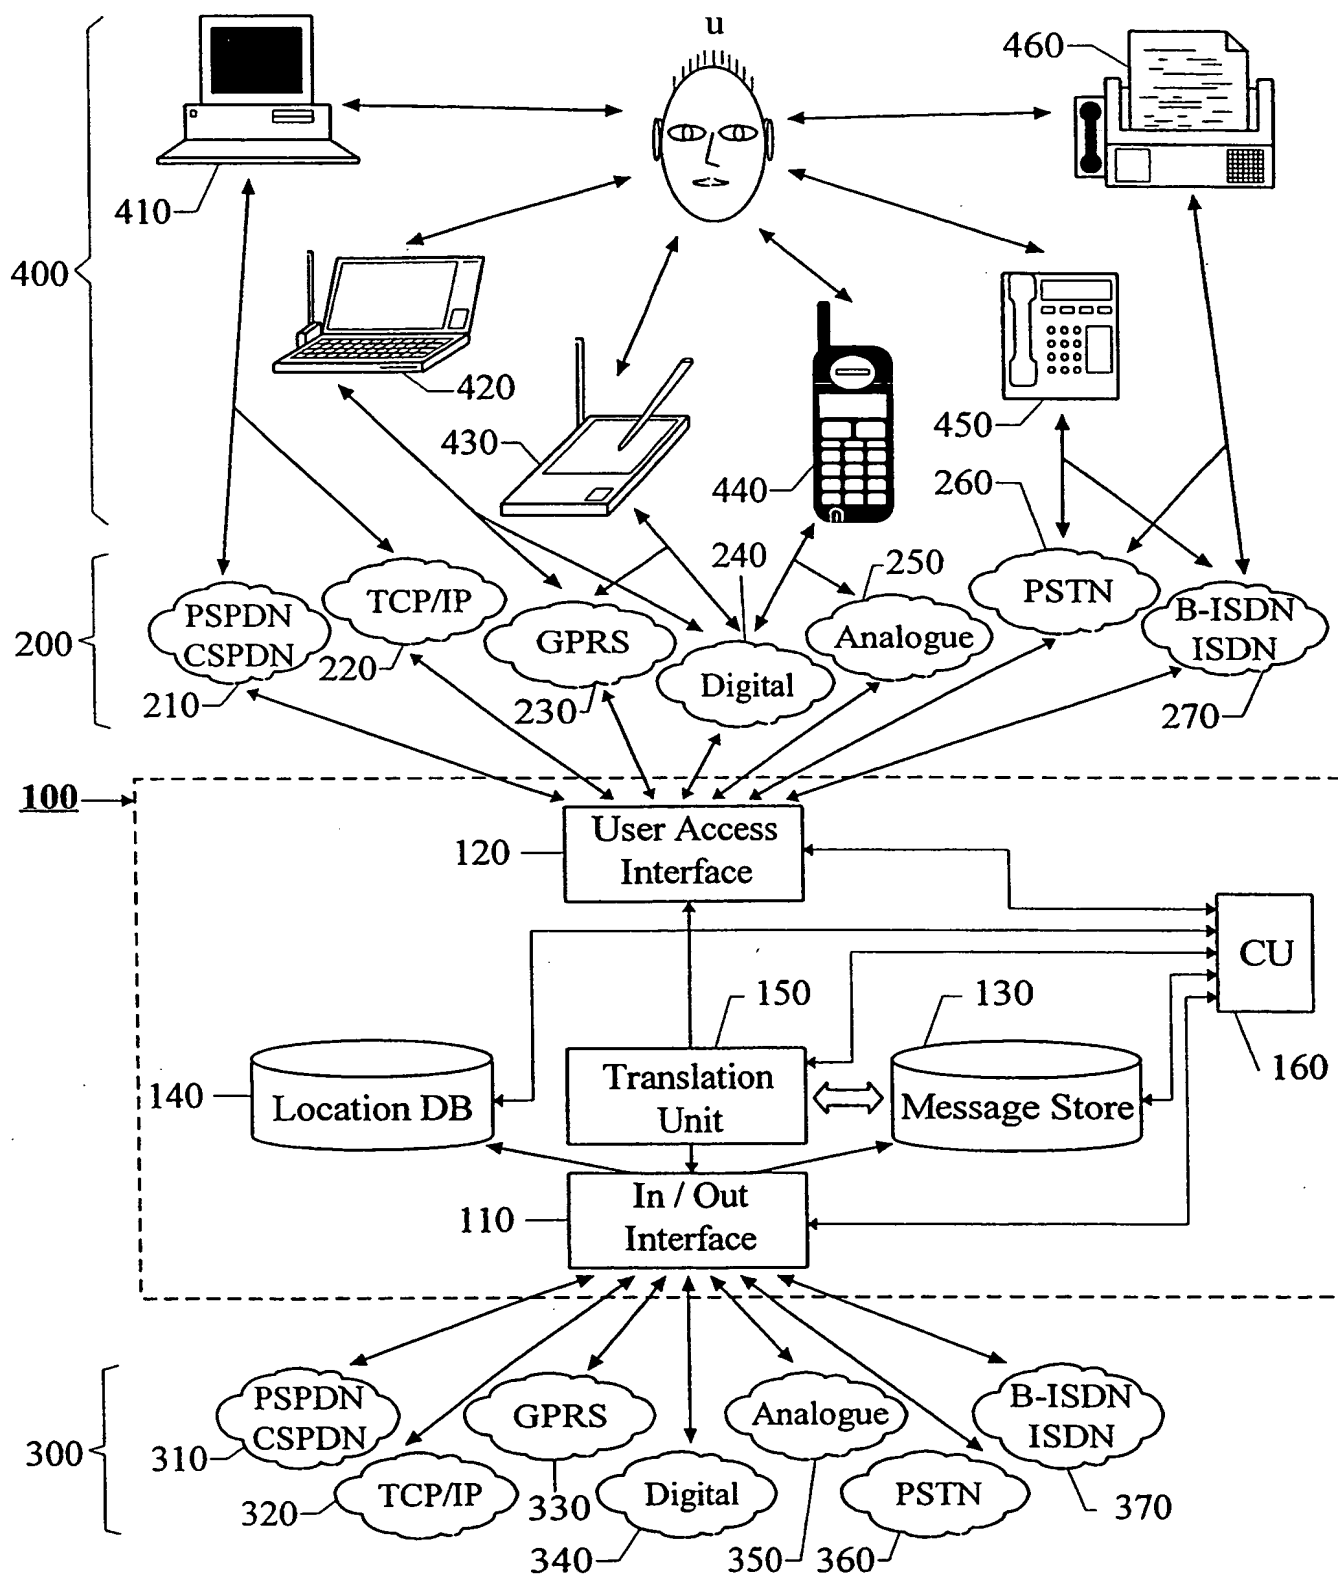 u
460
410
400
420
430
440
450
260
240
250
PSPDN
CSPDN
TCP/IP
GPRS
Digital
Analogue
PSTN
B-ISDN
ISDN
200
210
220
230
270
100
120
User Access
Interface
CU
160
150
130
140
Location DB
Translation
Unit
Message Store
110
In / Out
Interface
300
PSPDN
CSPDN
GPRS
Analogue
B-ISDN
ISDN
310
TCP/IP
330
Digital
PSTN
370
320
340
350
360